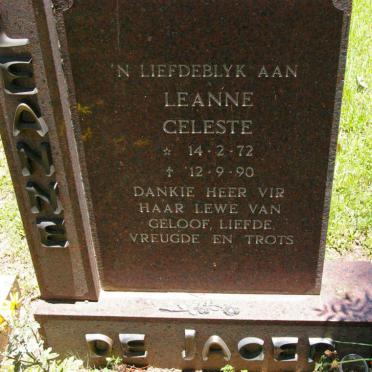 LEANNE
'N LIEFDEBLYK AAN
LEANNE
CELESTE
☆ 14·2·72
✝ 12·9·90
DANKIE HEER VIR
HAAR LEWE VAN
GELOOF, LIEFDE,
VREUGDE EN TROTS
DE JAGER